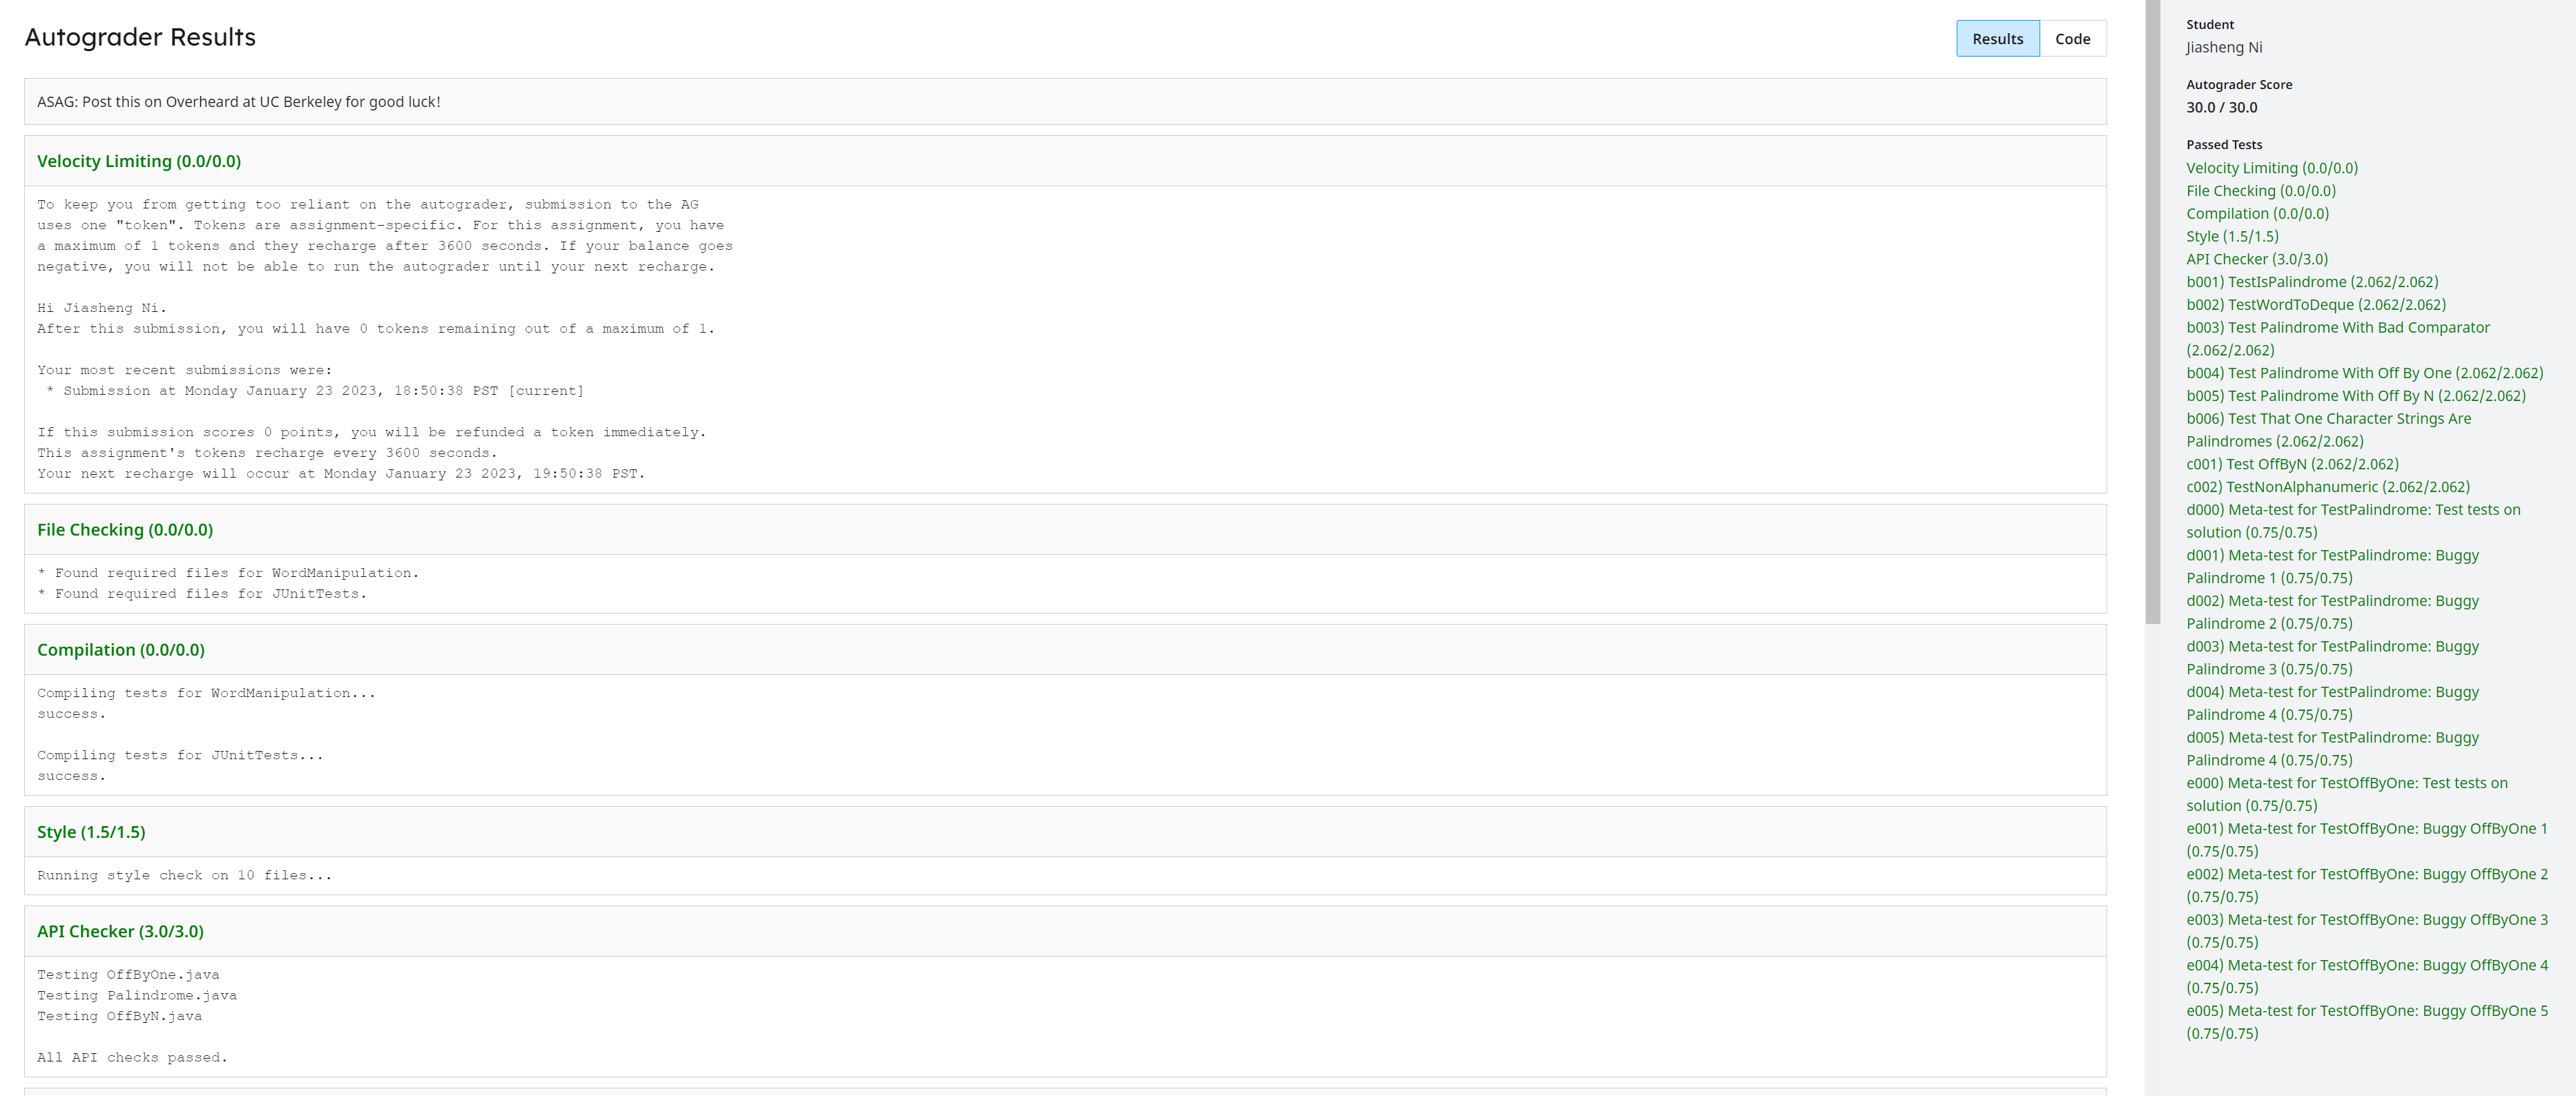 Autograder Results
Results
Code
ASAG: Post this on Overheard at UC Berkeley for good luck!
Velocity Limiting (0.0/0.0)
To keep you from getting too reliant on the autograder, submission to the AG
uses one "token". Tokens are assignment-specific. For this assignment, you have
a maximum of 1 tokens and they recharge after 3600 seconds. If your balance goes
negative, you will not be able to run the autograder until your next recharge.
Hi Jiasheng Ni.
After this submission, you will have 0 tokens remaining out of a maximum of 1.
Your most recent submissions were:
* Submission at Monday January 23 2023, 18:50:38 PST [current]
If this submission scores 0 points, you will be refunded a token immediately.
This assignment's tokens recharge every 3600 seconds.
Your next recharge will occur at Monday January 23 2023, 19:50:38 PST.
File Checking (0.0/0.0)
* Found required files for WordManipulation.
* Found required files for JUnitTests.
Compilation (0.0/0.0)
Compiling tests for WordManipulation...
success.
Compiling tests for JUnitTests...
success.
Style (1.5/1.5)
Running style check on 10 files...
API Checker (3.0/3.0)
Testing OffByOne.java
Testing Palindrome.java
Testing OffByN.java
All API checks passed.
Student
Jiasheng Ni
Autograder Score
30.0 / 30.0
Passed Tests
Velocity Limiting (0.0/0.0)
File Checking (0.0/0.0)
Compilation (0.0/0.0)
Style (1.5/1.5)
API Checker (3.0/3.0)
b001) TestIsPalindrome (2.062/2.062)
b002) TestWordToDeque (2.062/2.062)
b003) Test Palindrome With Bad Comparator
(2.062/2.062)
b004) Test Palindrome With Off By One (2.062/2.062)
b005) Test Palindrome With Off By N (2.062/2.062)
b006) Test That One Character Strings Are
Palindromes (2.062/2.062)
c001) Test OffByN (2.062/2.062)
c002) TestNonAlphanumeric (2.062/2.062)
d000) Meta-test for TestPalindrome: Test tests on
solution (0.75/0.75)
d001) Meta-test for TestPalindrome: Buggy
Palindrome 1 (0.75/0.75)
d002) Meta-test for TestPalindrome: Buggy
Palindrome 2 (0.75/0.75)
d003) Meta-test for TestPalindrome: Buggy
Palindrome 3 (0.75/0.75)
d004) Meta-test for TestPalindrome: Buggy
Palindrome 4 (0.75/0.75)
d005) Meta-test for TestPalindrome: Buggy
Palindrome 4 (0.75/0.75)
e000) Meta-test for TestOffByOne: Test tests on
solution (0.75/0.75)
e001) Meta-test for TestOffByOne: Buggy OffByOne 1
(0.75/0.75)
e002) Meta-test for TestOffByOne: Buggy OffByOne 2
(0.75/0.75)
e003) Meta-test for TestOffByOne: Buggy OffByOne 3
(0.75/0.75)
e004) Meta-test for TestOffByOne: Buggy OffByOne 4
(0.75/0.75)
e005) Meta-test for TestOffByOne: Buggy OffByOne 5
(0.75/0.75)